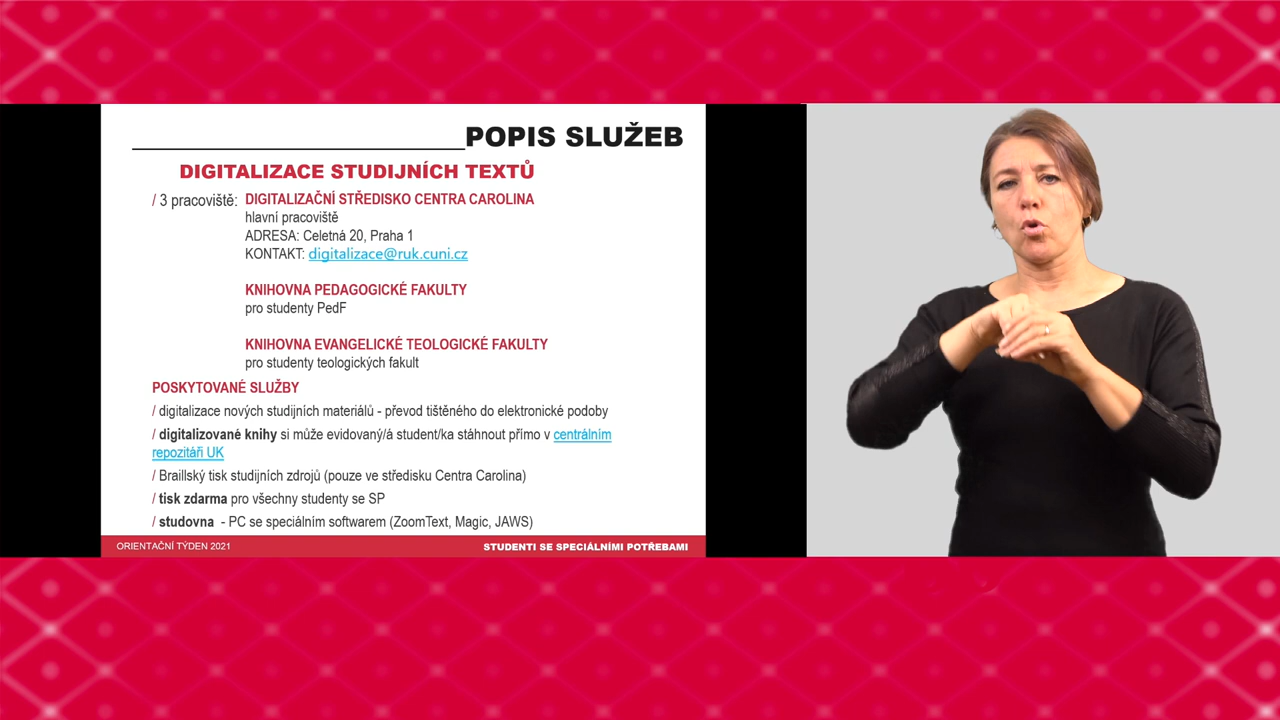 POPIS SLUŽEB
DIGITALIZACE STUDIJNÍCH TEXTŮ
/ 3 pracoviště: DIGITALIZAČNÍ STŘEDISKO CENTRA CAROLINA
hlavní pracoviště
ADRESA: Celetná 20, Praha 1
KONTAKT: digitalizace@ruk.cuni.cz
KNIHOVNA PEDAGOGICKÉ FAKULTY
pro studenty PedF
KNIHOVNA EVANGELICKÉ TEOLOGICKÉ FAKULTY
pro studenty teologických fakult
POSKYTOVANÉ SLUŽBY
/ digitalizace nových studijních materiálů - převod tištěného do elektronické podoby
/ digitalizované knihy si může evidovaný/á student/ka stáhnout přímo v centrálním
repozitáři UK
/ Braillský tisk studijních zdrojů (pouze ve středisku Centra Carolina)
/ tisk zdarma pro všechny studenty se SP
/ studovna - PC se speciálním softwarem (ZoomText, Magic, JAWS)
ORIENTAČNÍ TÝDEN 2021 STUDENTI SE SPECIÁLNÍMI POTŘEBAMI